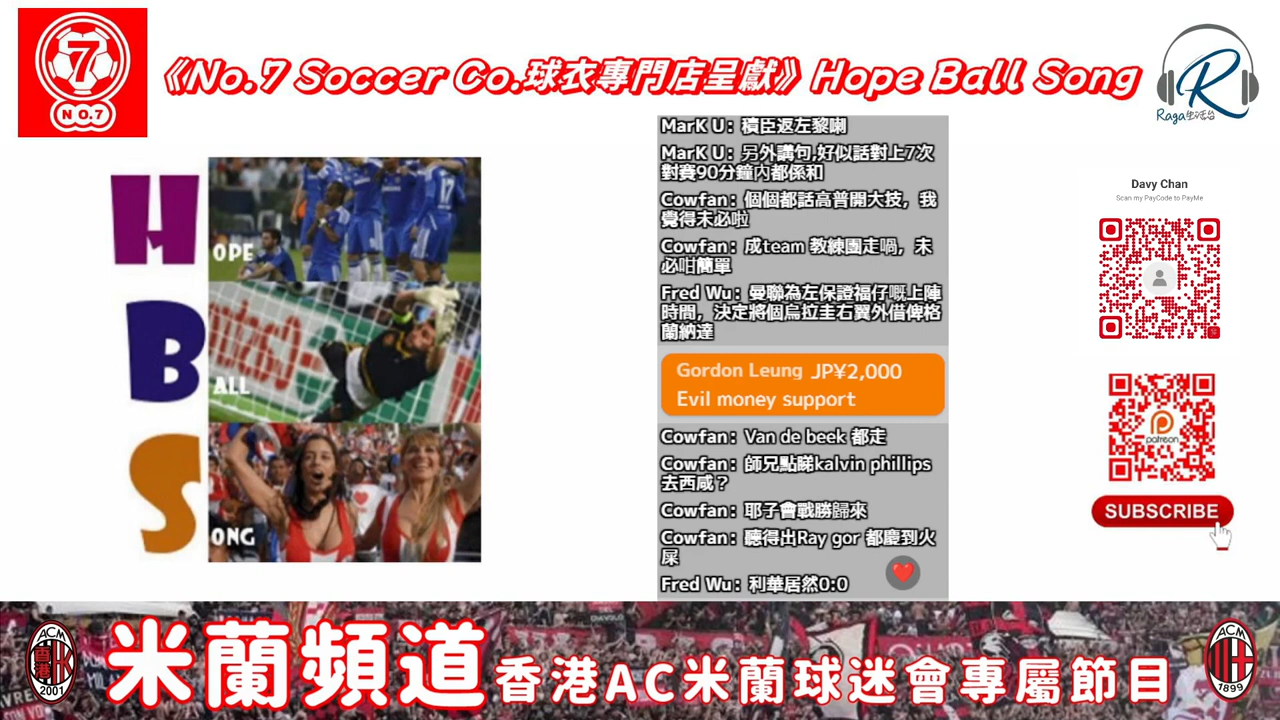 7
NO.7
《No.7 Soccer Co.球衣專門店呈獻》Hope Ball Song
R
Raga生活台
H
OPE
B
ALL
S
ONG
17
MarK U：積臣返左黎喇
MarK U：另外講句,好似話對上7次
對賽90分鐘內都係和
Cowfan：個個都話高普開大技，我
覺得未必啦
Cowfan：成team 教練團走喎，未
必咁簡單
Fred Wu：曼聯為左保證福仔嘅上陣
時間，決定將個烏拉圭右翼外借俾格
蘭納達
Gordon Leung JP¥2,000
Evil money support
Cowfan：Van de beek 都走
Cowfan：師兄點睇kalvin phillips
去西咸？
Cowfan：耶子會戰勝歸來
Cowfan：聽得出Ray gor 都慶到火
屎
Fred Wu：利華居然0:0
Davy Chan
Scan my PayCode to PayMe
patreon
SUBSCRIBE
ACM
香港
2001
米蘭頻道 香港AC米蘭球迷會專屬節目
ACM
1899